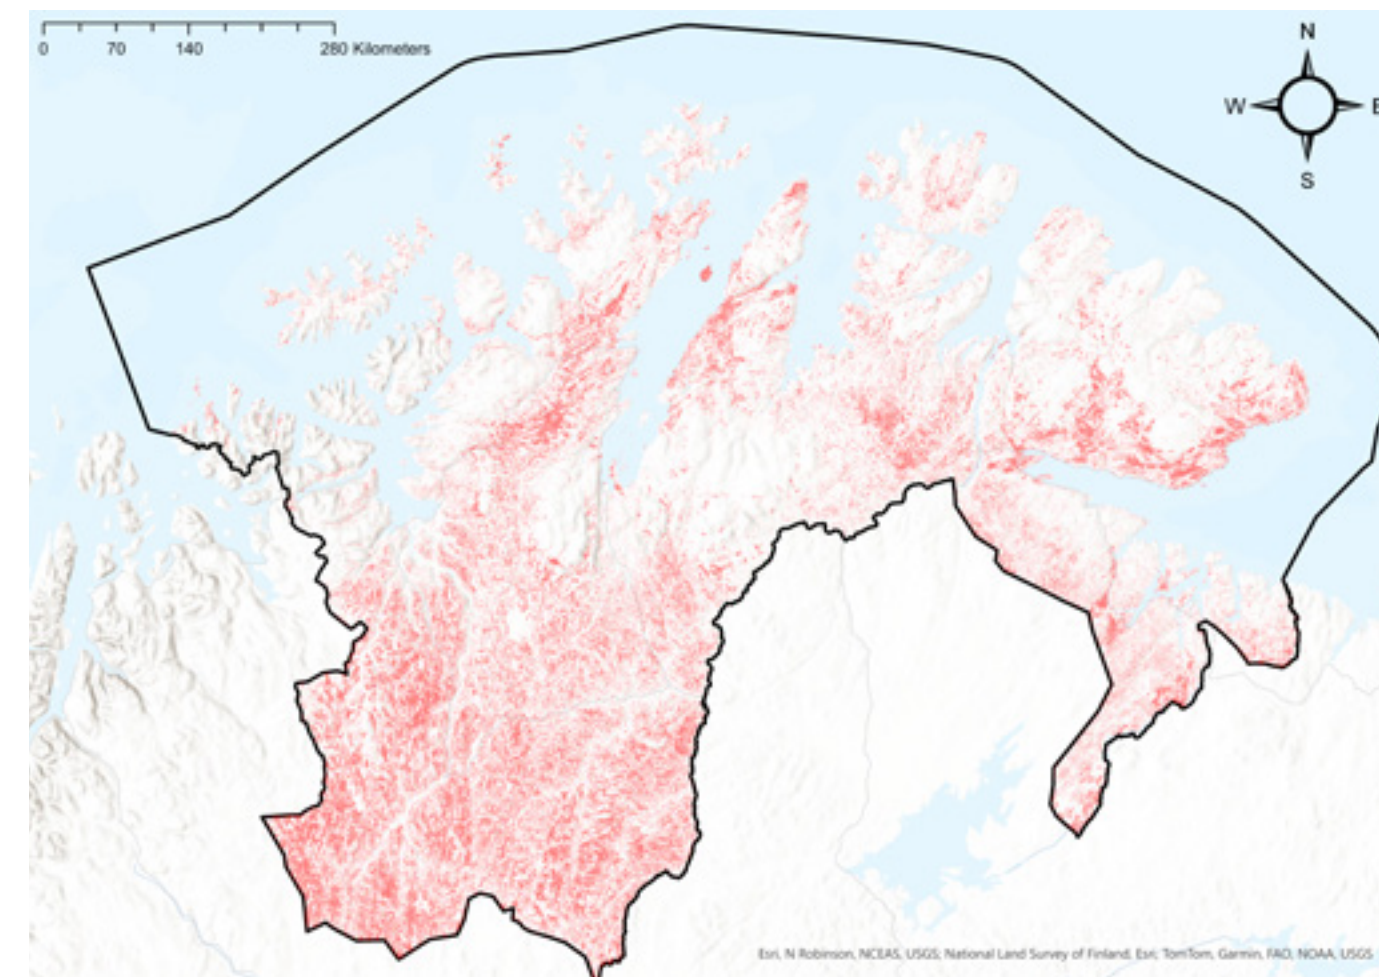 0 70 140 280 Kilometers
N
W E
S
Esri, N Robinson, NCEAS, USGS; National Land Survey of Finland, Esri, TomTom, Garmin, FAO, NOAA, USGS